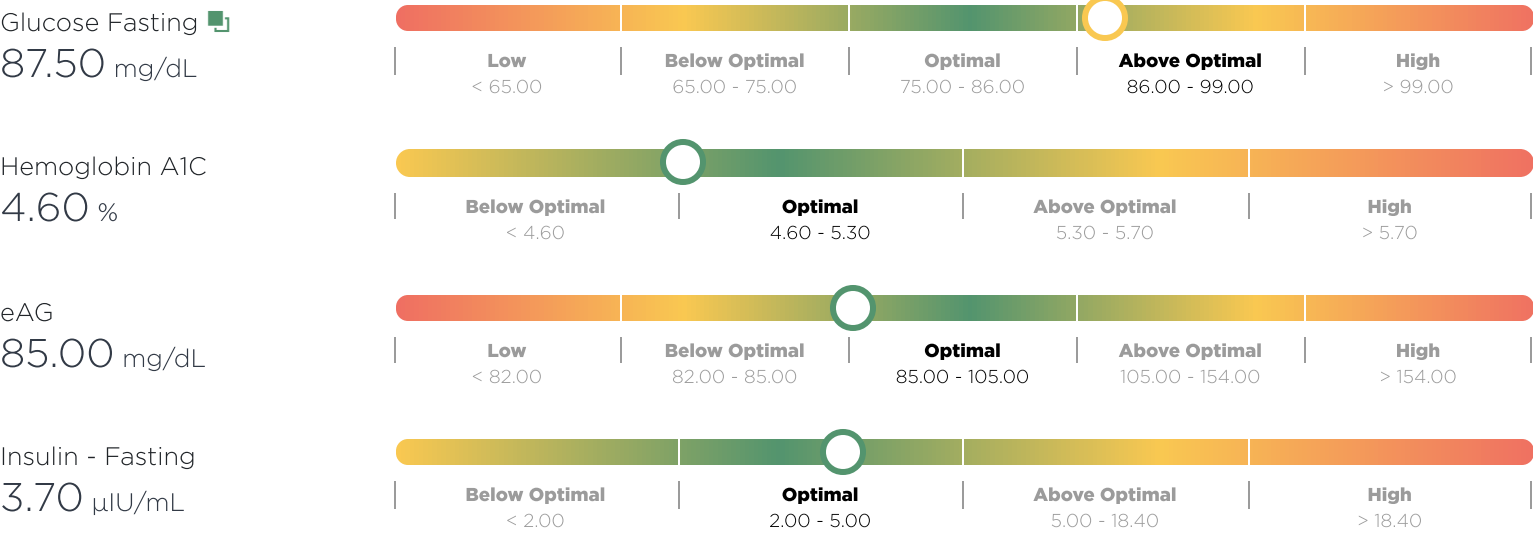 Glucose Fasting
87.50 mg/dL
Low
< 65.00
Below Optimal
65.00 - 75.00
Optimal
75.00 - 86.00
Above Optimal
86.00 - 99.00
High
> 99.00
Hemoglobin A1C
4.60 %
Below Optimal
< 4.60
Optimal
4.60 - 5.30
Above Optimal
5.30 - 5.70
High
> 5.70
eAG
85.00 mg/dL
Low
< 82.00
Below Optimal
82.00 - 85.00
Optimal
85.00 - 105.00
Above Optimal
105.00 - 154.00
High
> 154.00
Insulin - Fasting
3.70 µIU/mL
Below Optimal
< 2.00
Optimal
2.00 - 5.00
Above Optimal
5.00 - 18.40
High
> 18.40